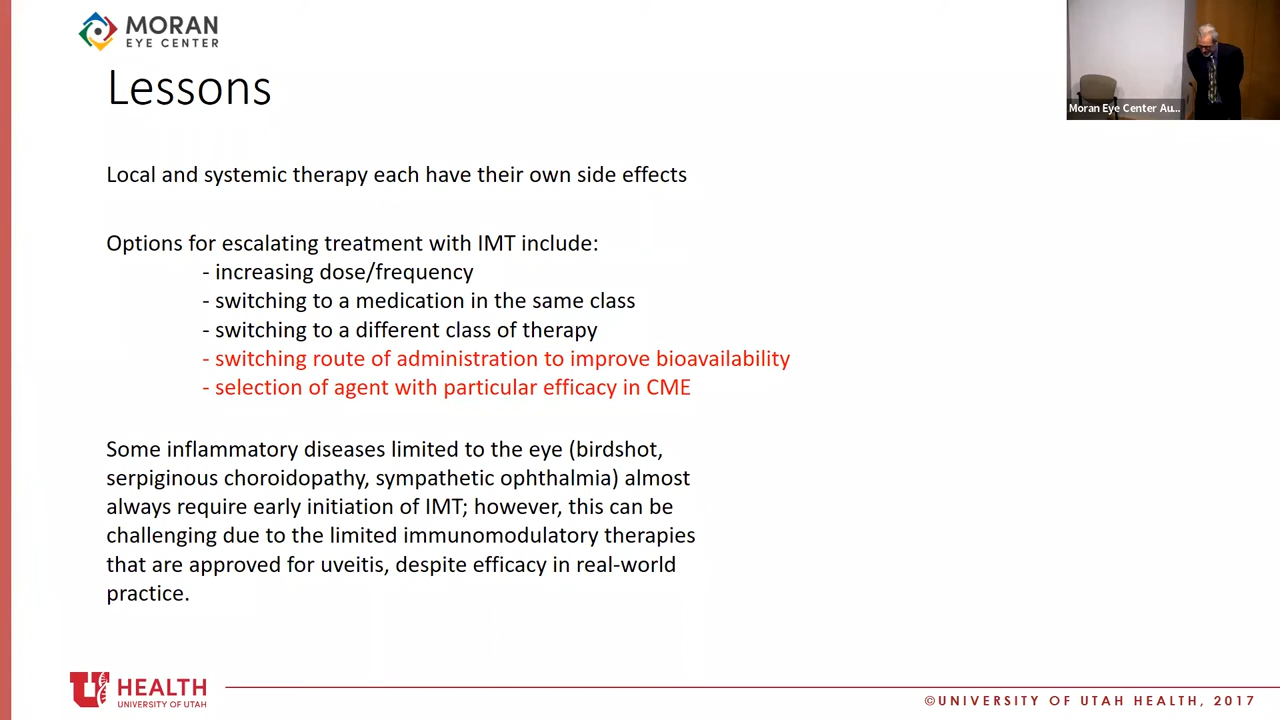 MORAN
EYE CENTER
Lessons
Moran Eye Center Au...
Local and systemic therapy each have their own side effects
Options for escalating treatment with IMT include:
- increasing dose/frequency
- switching to a medication in the same class
- switching to a different class of therapy
- switching route of administration to improve bioavailability
- selection of agent with particular efficacy in CME
Some inflammatory diseases limited to the eye (birdshot,
serpiginous choroidopathy, sympathetic ophthalmia) almost
always require early initiation of IMT; however, this can be
challenging due to the limited immunomodulatory therapies
that are approved for uveitis, despite efficacy in real-world
practice.
U HEALTH
UNIVERSITY OF UTAH
©UNIVERSITY OF UTAH HEALTH, 2017